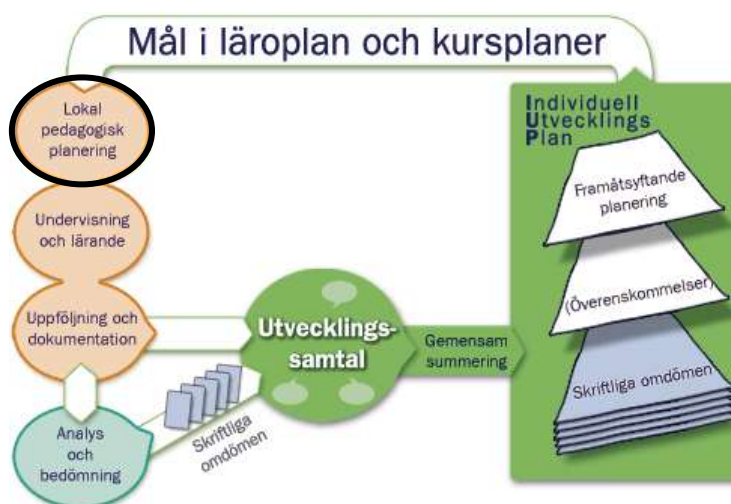 Mål i läroplan och kursplaner
Lokal
pedagogisk
planering
Undervisning
och lärande
Uppföljning och
dokumentation
Analys
och
bedömning
Skriftliga
omdömen
Utvecklings-
samtal
Gemensam
summering
Individuell
Utvecklings
Plan
Framåtsyftande
planering
(Överenskommelser)
Skriftliga omdömen